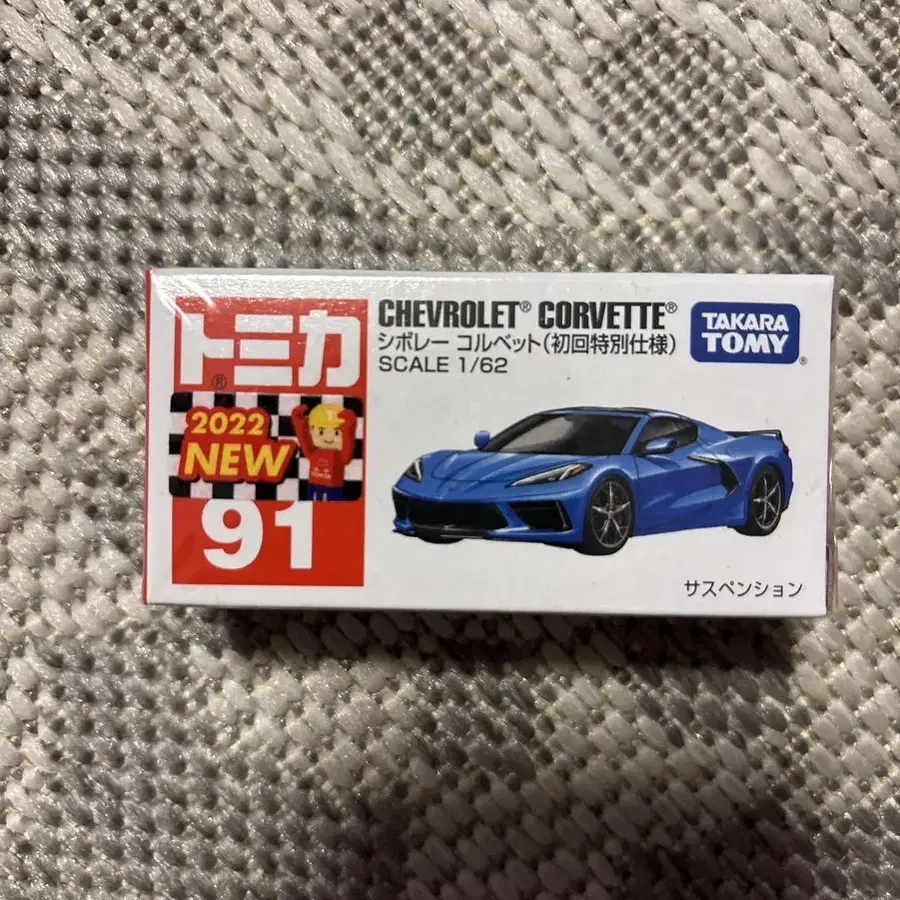 トミカ®
2022
NEW
91
CHEVROLET® CORVETTE®
シボレー コルベット(初回特別仕様)
SCALE 1/62
TAKARA
TOMY®
サスペンション